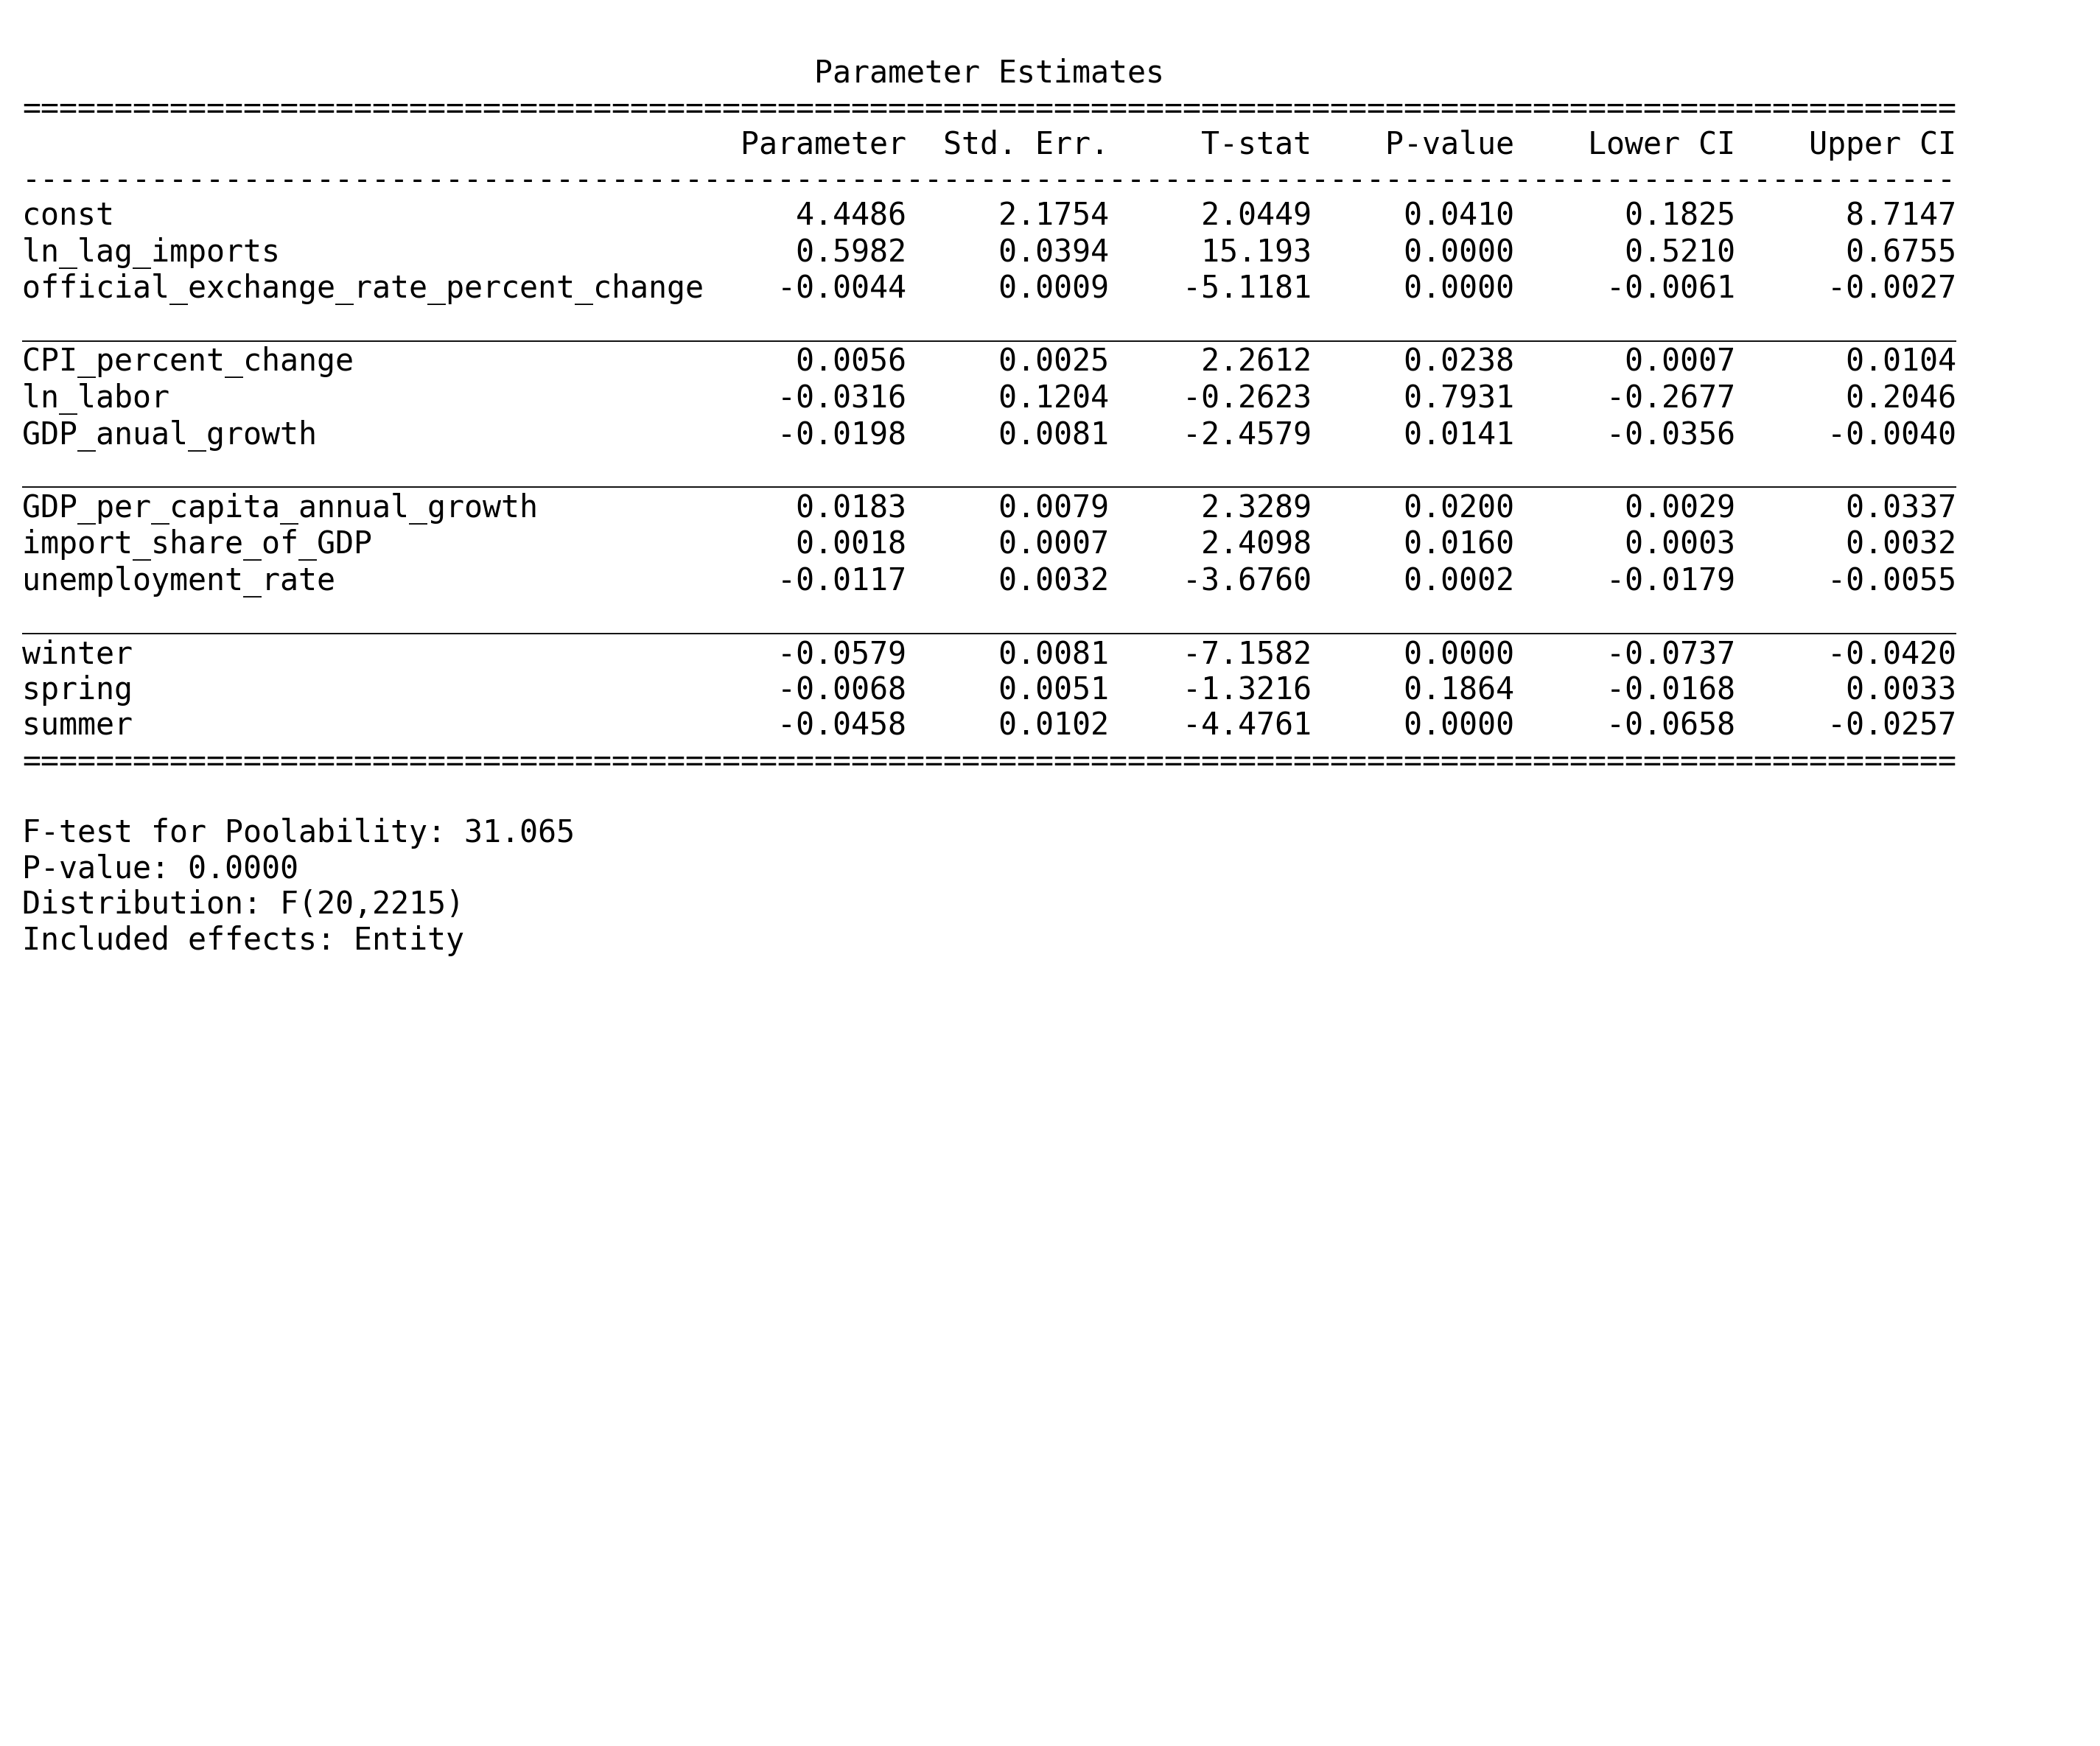 Parameter Estimates
==========================================================================================================
Parameter  Std. Err.     T-stat    P-value    Lower CI    Upper CI
----------------------------------------------------------------------------------------------------------
const                                     4.4486     2.1754     2.0449     0.0410      0.1825      8.7147
ln_lag_imports                            0.5982     0.0394     15.193     0.0000      0.5210      0.6755
official_exchange_rate_percent_change    -0.0044     0.0009    -5.1181     0.0000     -0.0061     -0.0027
CPI_percent_change                        0.0056     0.0025     2.2612     0.0238      0.0007      0.0104
ln_labor                                 -0.0316     0.1204    -0.2623     0.7931     -0.2677      0.2046
GDP_anual_growth                         -0.0198     0.0081    -2.4579     0.0141     -0.0356     -0.0040
GDP_per_capita_annual_growth              0.0183     0.0079     2.3289     0.0200      0.0029      0.0337
import_share_of_GDP                       0.0018     0.0007     2.4098     0.0160      0.0003      0.0032
unemployment_rate                        -0.0117     0.0032    -3.6760     0.0002     -0.0179     -0.0055
winter                                   -0.0579     0.0081    -7.1582     0.0000     -0.0737     -0.0420
spring                                   -0.0068     0.0051    -1.3216     0.1864     -0.0168      0.0033
summer                                   -0.0458     0.0102    -4.4761     0.0000     -0.0658     -0.0257
==========================================================================================================
F-test for Poolability: 31.065
P-value: 0.0000
Distribution: F(20,2215)
Included effects: Entity